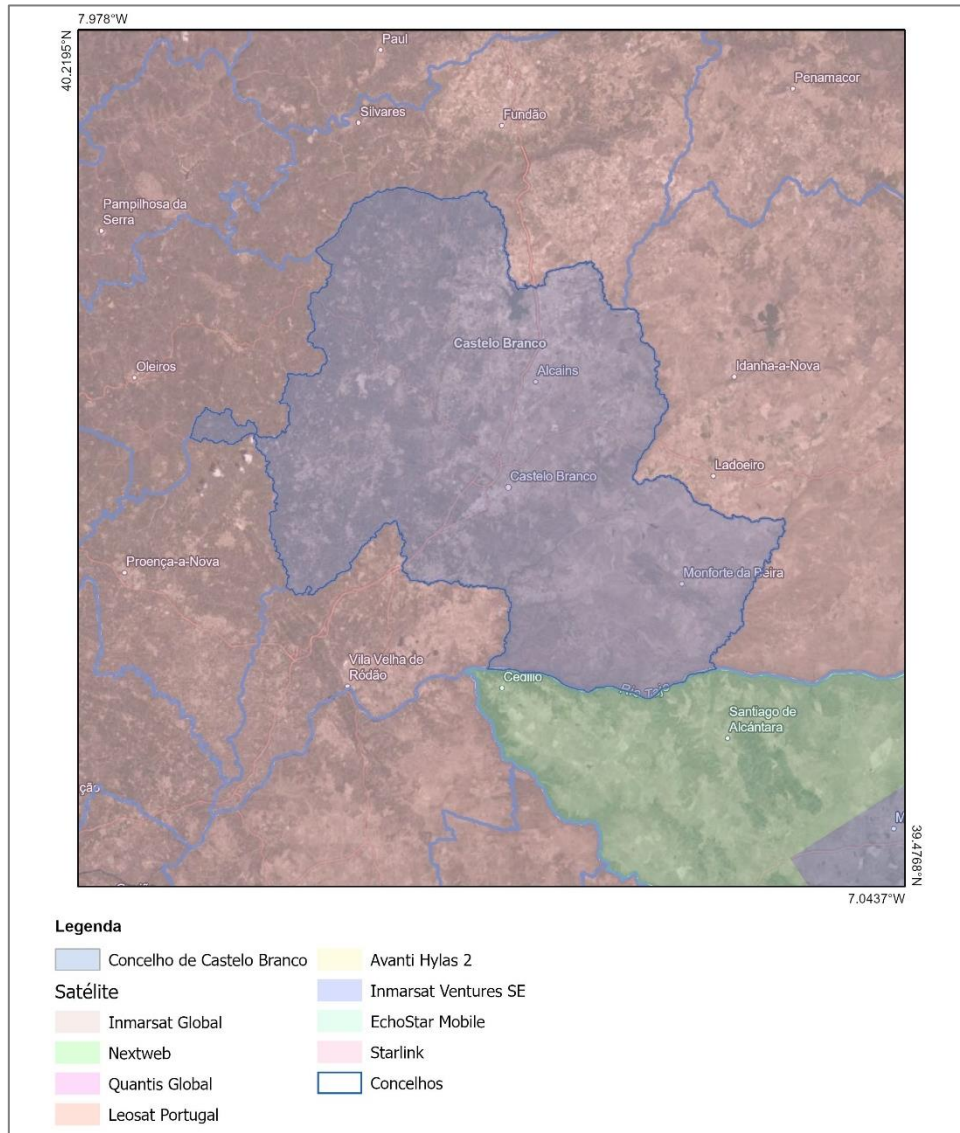 7.978°W
40.2195°N
Paul
Penamacor
Silvares
Fundão
Pampilhosa da
Serra
Castelo Branco
Oleiros
Alcains
Idanha-a-Nova
Ladoeiro
Castelo Branco
Proença-a-Nova
Monforte da Beira
Vila Velha de
Ródão
Cedillo
Rio Tejo
Santiago de
Alcántara
ção
M
39.4768°N
7.0437°W
Legenda
Concelho de Castelo Branco
Satélite
Inmarsat Global
Nextweb
Quantis Global
Leosat Portugal
Avanti Hylas 2
Inmarsat Ventures SE
EchoStar Mobile
Starlink
Concelhos